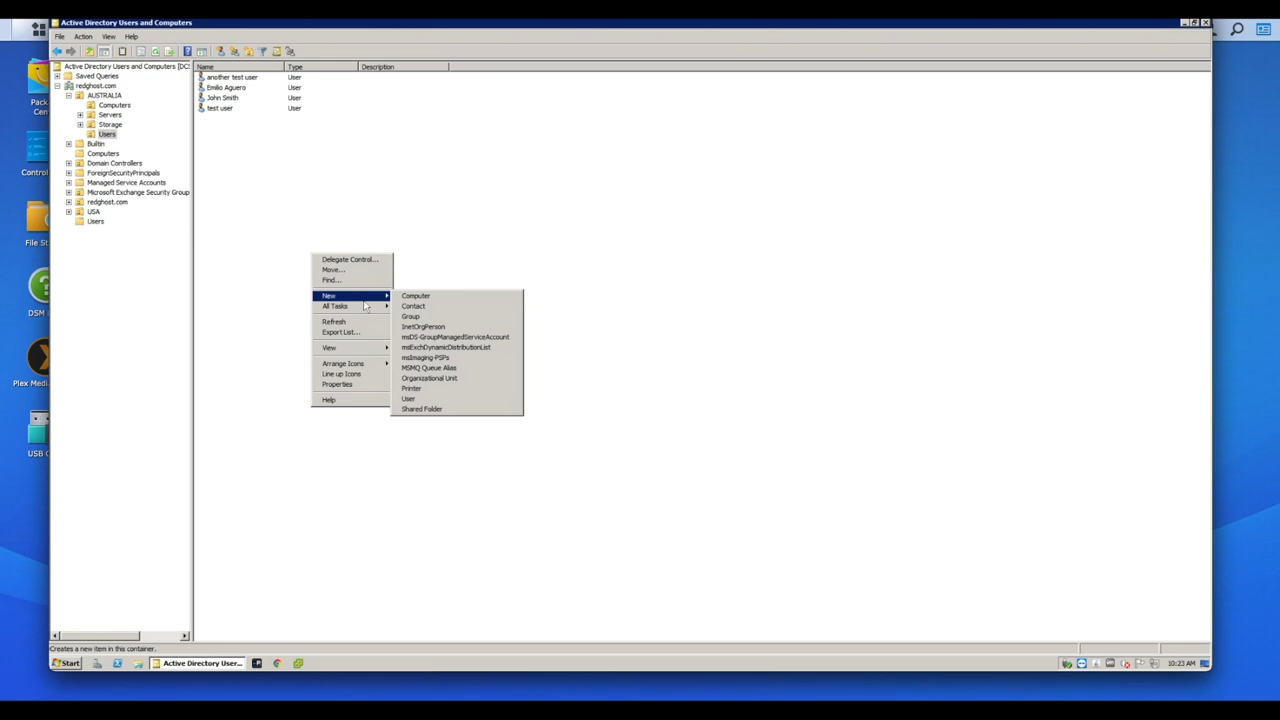 Active Directory Users and Computers
File Action View Help
Active Directory Users and Computers [DCS
Saved Queries
redghost.com
AUSTRALIA
Computers
Servers
Storage
Users
Builtin
Computers
Domain Controllers
ForeignSecurityPrincipals
Managed Service Accounts
Microsoft Exchange Security Group
redghost.com
USA
Users
Name Type Description
another test user User
Emilio Aguero User
John Smith User
test user User
Delegate Control...
Move...
Find...
New
All Tasks
Refresh
Export List...
View
Arrange Icons
Line up Icons
Properties
Help
Computer
Contact
Group
InetOrgPerson
msDS-GroupManagedServiceAccount
msExchDynamicDistributionList
msImaging-PSPs
MSMQ Queue Alias
Organizational Unit
Printer
User
Shared Folder
Pack
Cen
Control
File St
DSM
Plex Medi
USB C
Creates a new item in this container.
Start
Active Directory User...
10:23 AM